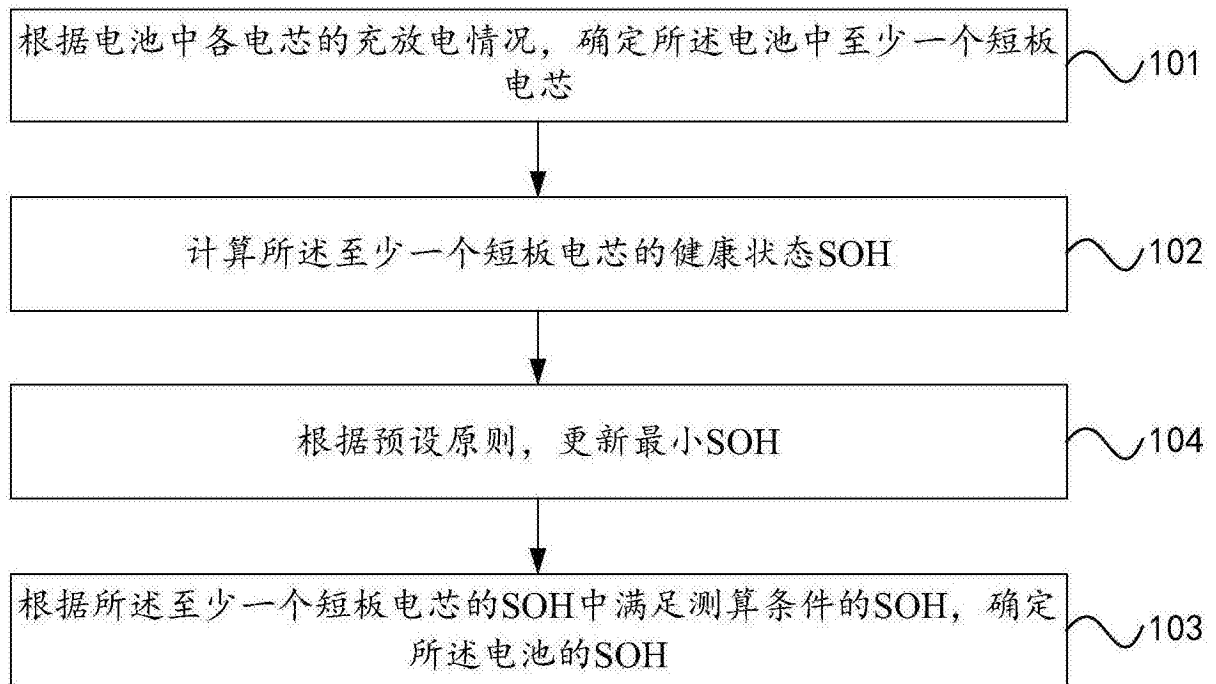 根据电池中各电芯的充放电情况，确定所述电池中至少一个短板
电芯
101
计算所述至少一个短板电芯的健康状态SOH
102
根据预设原则，更新最小SOH
104
根据所述至少一个短板电芯的SOH中满足测算条件的SOH，确定
所述电池的SOH
103